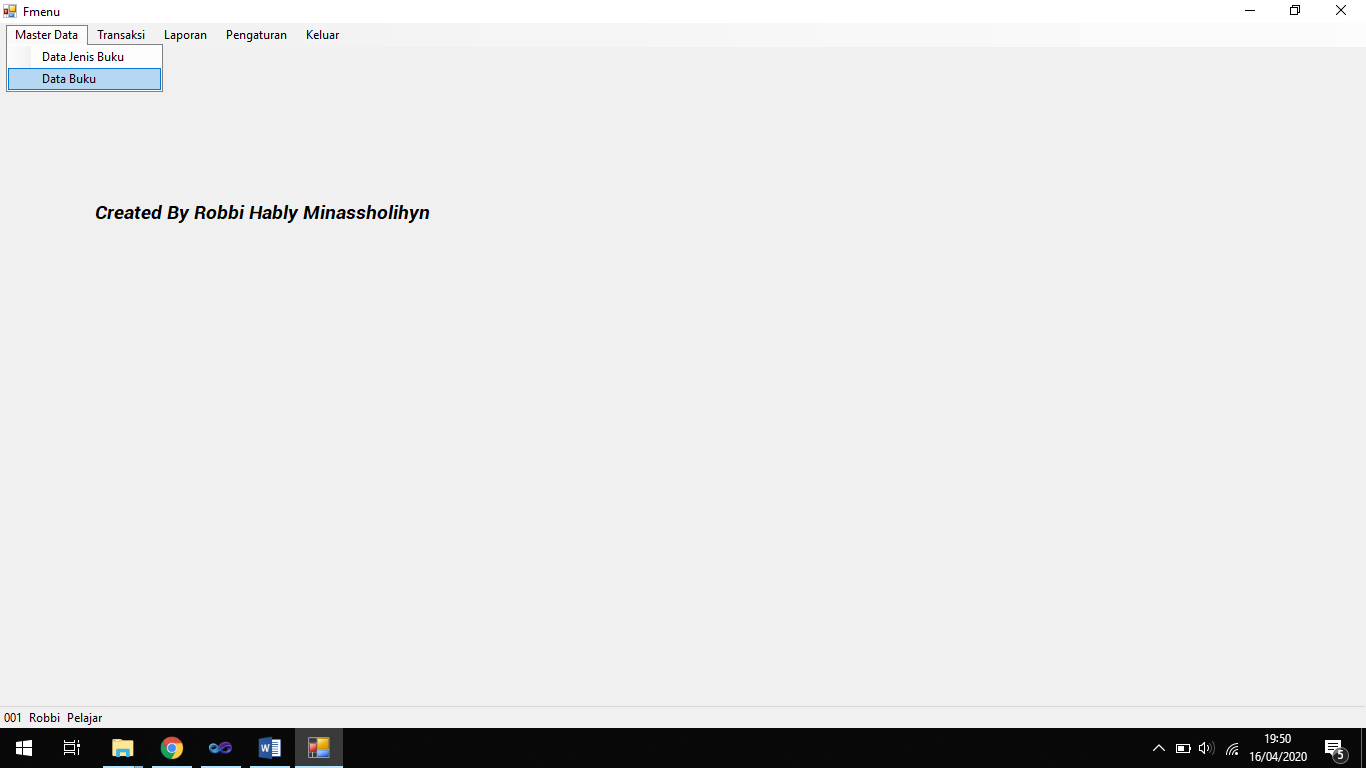 Fmenu
Master Data Transaksi Laporan Pengaturan Keluar
Data Jenis Buku
Data Buku
Created By Robbi Hably Minassholihyn
001 Robbi Pelajar
19:50
16/04/2020
5